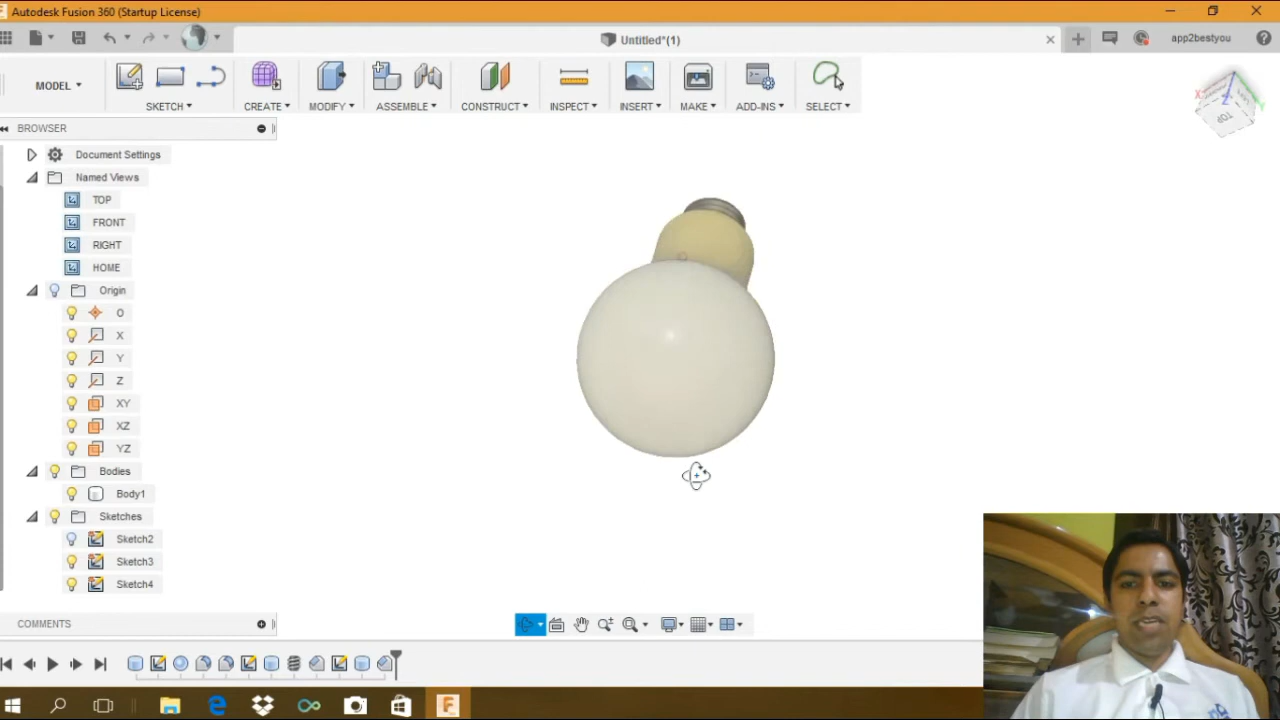 Autodesk Fusion 360 (Startup License)
Untitled*(1)
app2bestyou
MODEL
SKETCH
CREATE
MODIFY
ASSEMBLE
CONSTRUCT
INSPECT
INSERT
MAKE
ADD-INS
SELECT
X
Z
Y
TOP
BROWSER
Document Settings
Named Views
TOP
FRONT
RIGHT
HOME
Origin
O
X
Y
Z
XY
XZ
YZ
Bodies
Body1
Sketches
Sketch2
Sketch3
Sketch4
COMMENTS